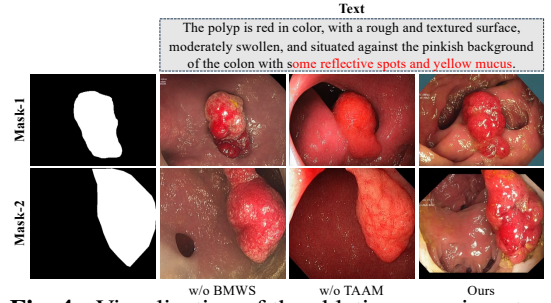 Text
The polyp is red in color, with a rough and textured surface,
moderately swollen, and situated against the pinkish background
of the colon with some reflective spots and yellow mucus.
Mask-1
Mask-2
w/o BMWS
w/o TAAM
Ours